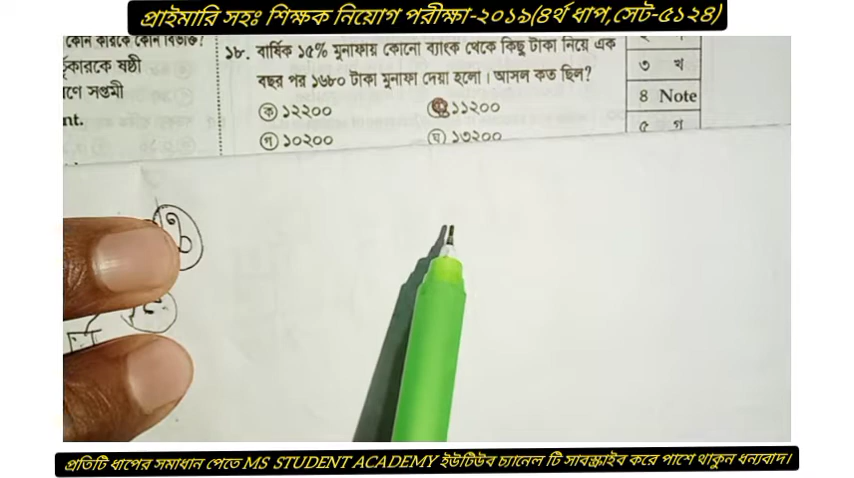 প্রাইমারি সহঃ শিক্ষক নিয়োগ পরীক্ষা-২০১৯(৪র্থ ধাপ,সেট-৫১২৪)
কোন কারকে কোন বিভক্তি?
কারকে ষষ্ঠী
ণে সপ্তমী
nt.
১৮. বার্ষিক ১৫% মুনাফায় কোনো ব্যাংক থেকে কিছু টাকা নিয়ে এক
বছর পর ১৬৮০ টাকা মুনাফা দেয়া হলো। আসল কত ছিল?
ক ১২২০০ ১১২০০
গ ১০২০০ ঘ ১৩২০০
৩ খ
4 Note
৫ গ
প্রতিটি ধাপের সমাধান পেতে MS STUDENT ACADEMY ইউটিউব চ্যানেল টি সাবস্ক্রাইব করে পাশে থাকুন ধন্যবাদ।